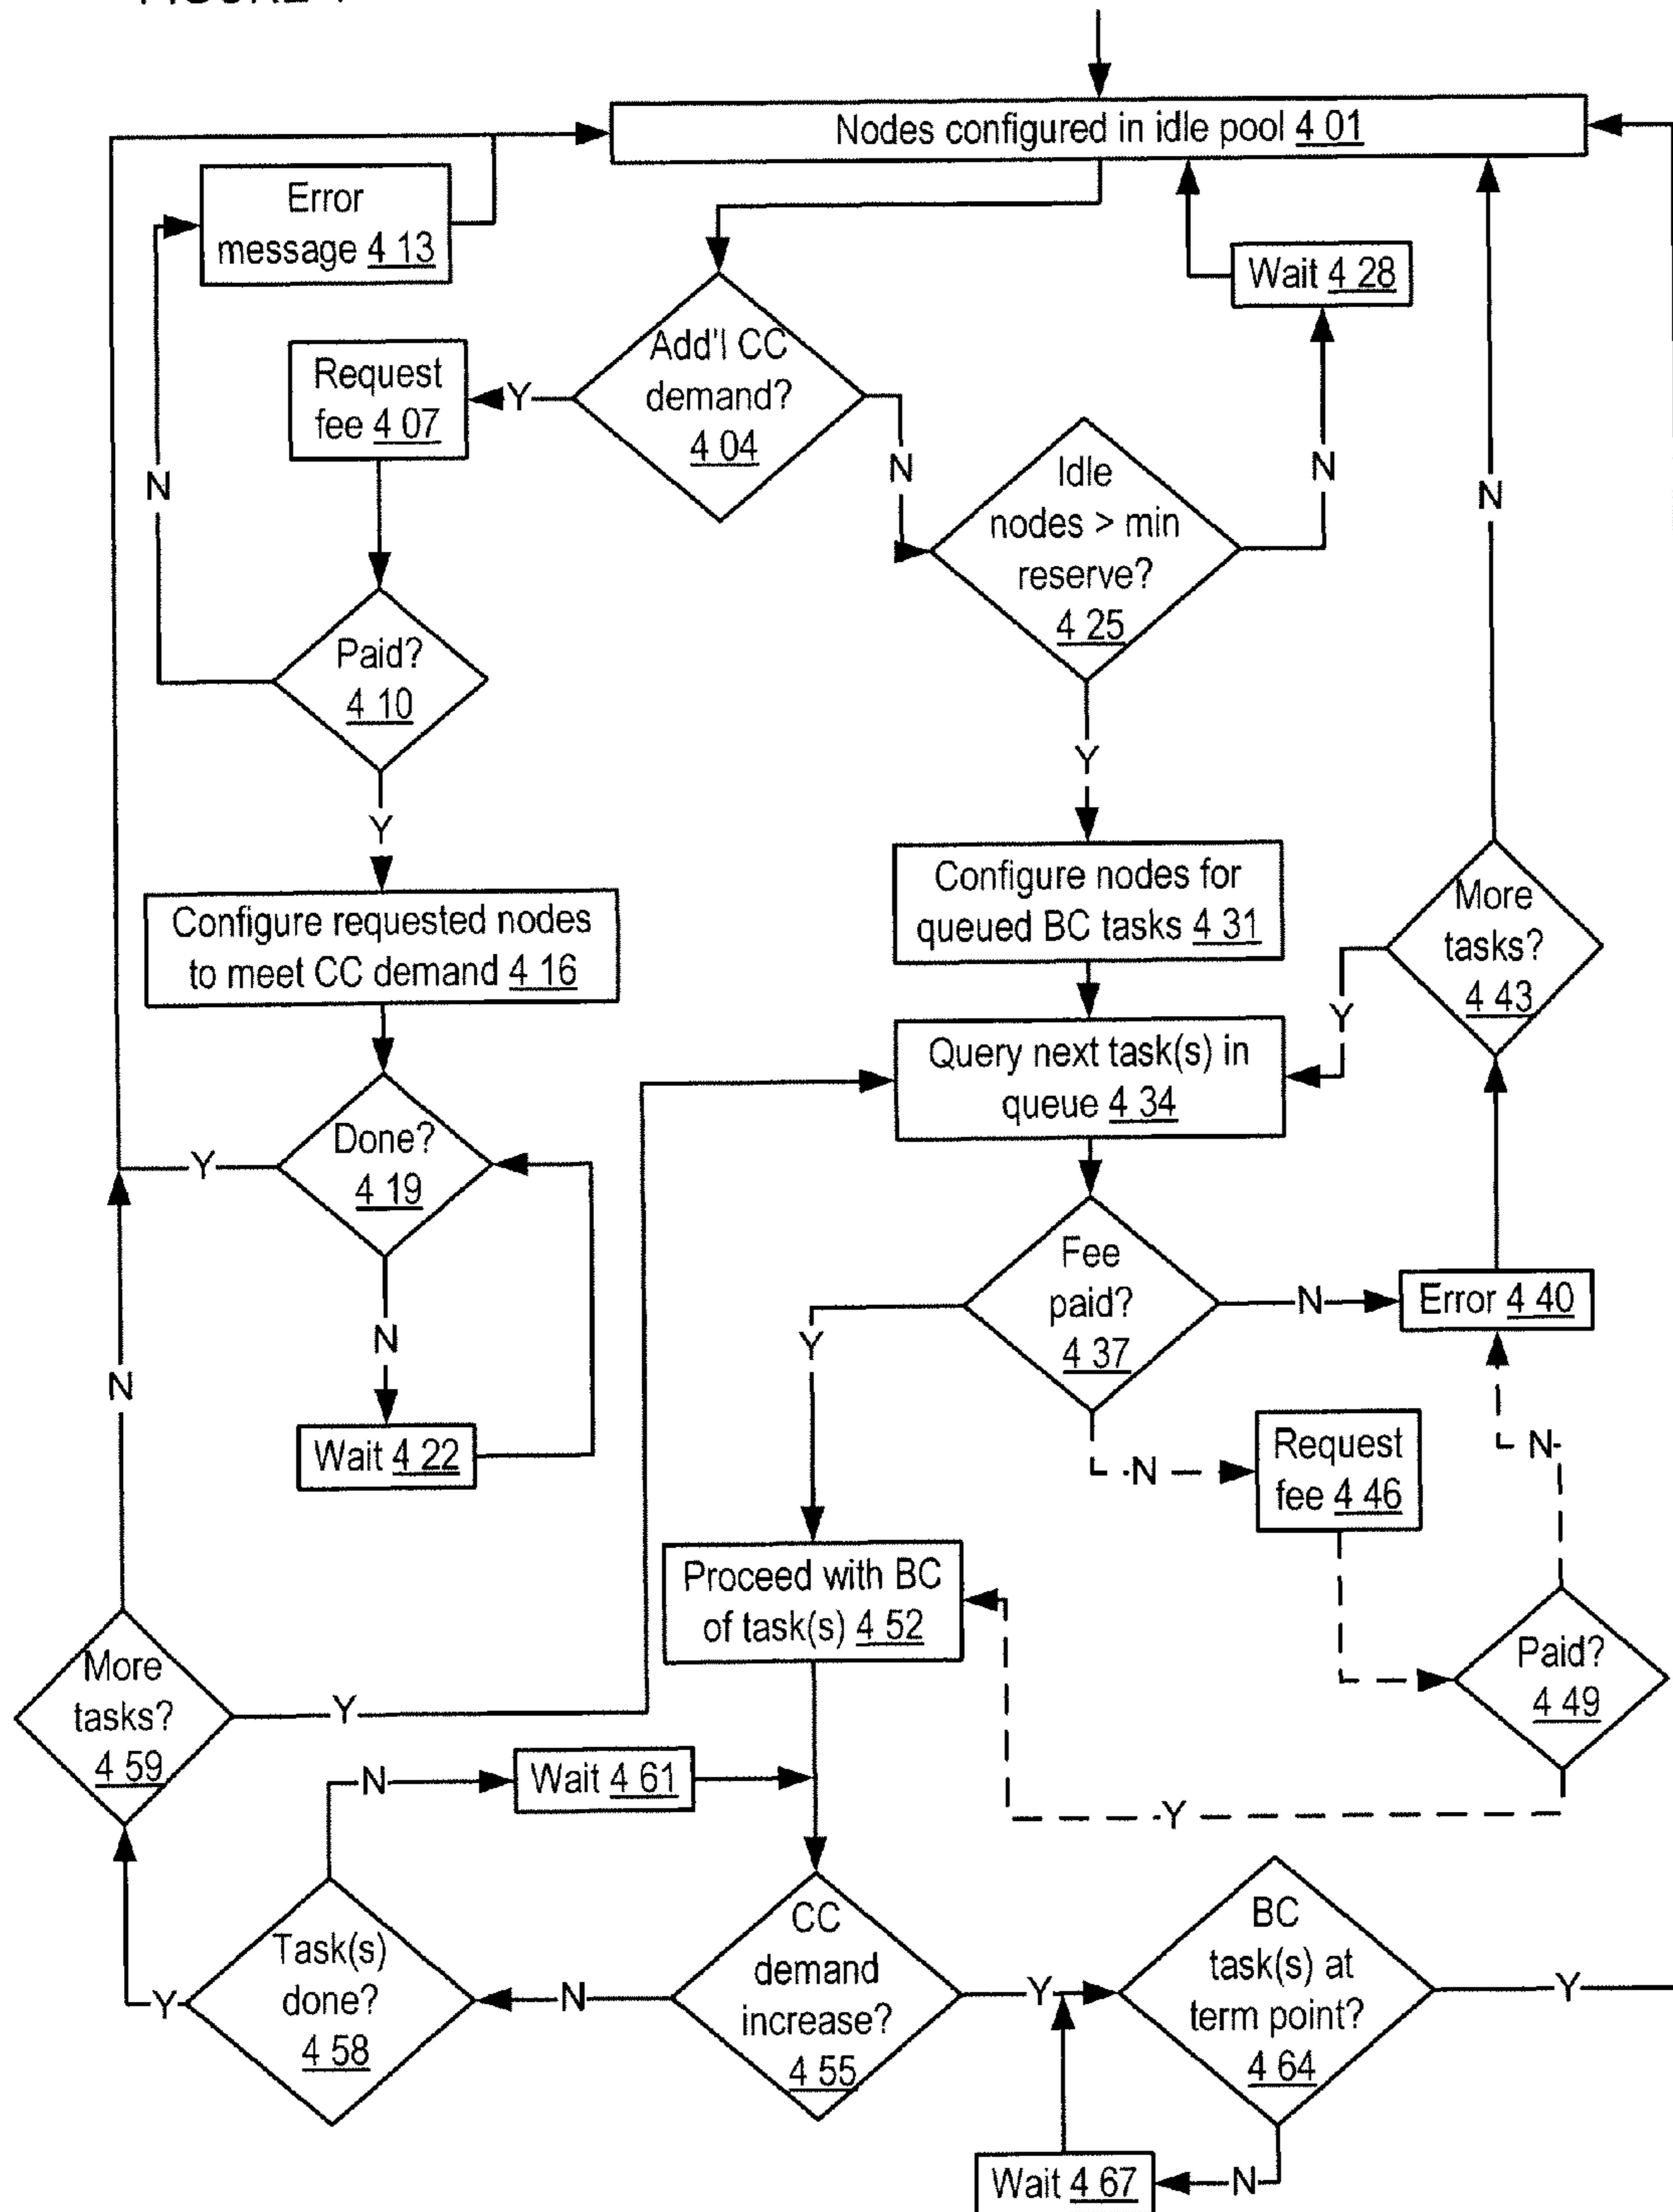 Nodes configured in idle pool 4 01
Error
message 4 13
Wait 4 28
Add'l CC
demand?
4 04
Request
fee 4 07
Y
N
N
Idle
nodes > min
reserve?
4 25
N
N
Paid?
4 10
Y
Y
Configure requested nodes
to meet CC demand 4 16
Configure nodes for
queued BC tasks 4 31
More
tasks?
4 43
Y
Query next task(s) in
queue 4 34
Done?
4 19
Y
N
Fee
paid?
4 37
N
Error 4 40
Y
N
Wait 4 22
N
Request
fee 4 46
N
Proceed with BC
of task(s) 4 52
Paid?
4 49
Y
More
tasks?
4 59
Y
N
Wait 4 61
Task(s)
done?
4 58
Y
N
CC
demand
increase?
4 55
Y
BC
task(s) at
term point?
4 64
Y
N
Wait 4 67